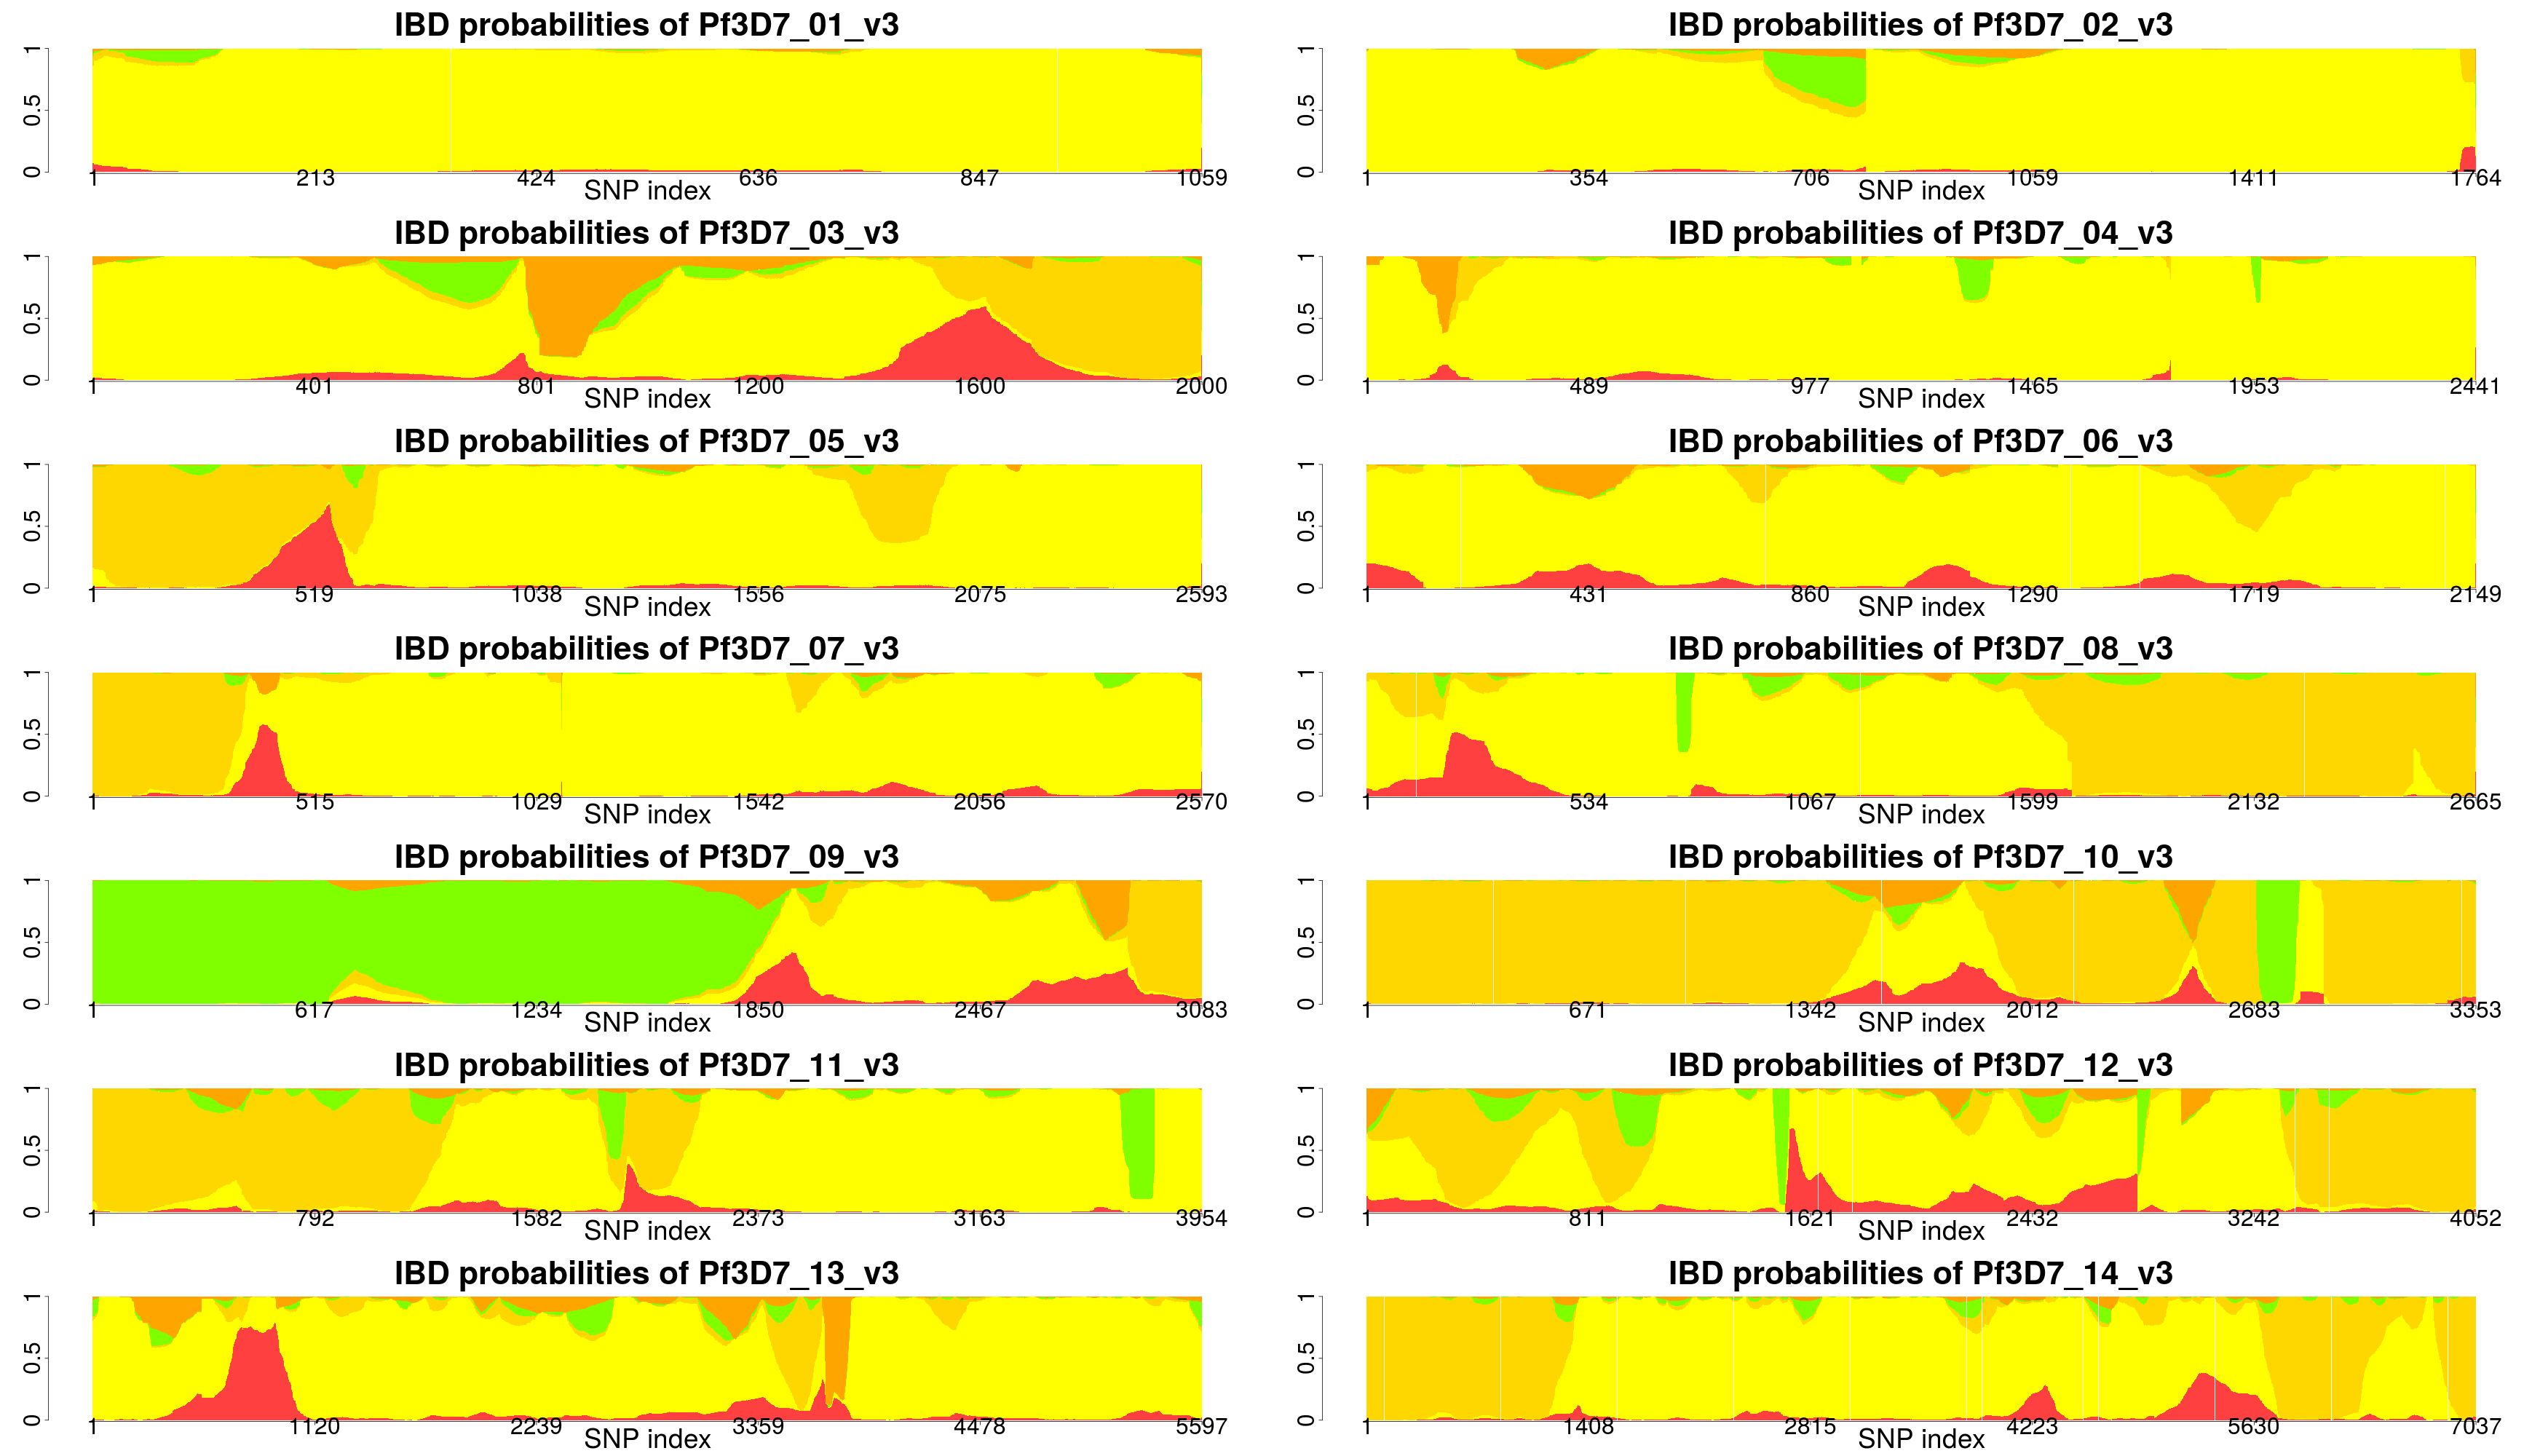 IBD probabilities of Pf3D7_01_v3
0 0.5 1
1 213 424 636 847 1059
SNP index
IBD probabilities of Pf3D7_02_v3
0 0.5 1
1 354 706 1059 1411 1764
SNP index
IBD probabilities of Pf3D7_03_v3
0 0.5 1
1 401 801 1200 1600 2000
SNP index
IBD probabilities of Pf3D7_04_v3
0 0.5 1
1 489 977 1465 1953 2441
SNP index
IBD probabilities of Pf3D7_05_v3
0 0.5 1
1 519 1038 1556 2075 2593
SNP index
IBD probabilities of Pf3D7_06_v3
0 0.5 1
1 431 860 1290 1719 2149
SNP index
IBD probabilities of Pf3D7_07_v3
0 0.5 1
1 515 1029 1542 2056 2570
SNP index
IBD probabilities of Pf3D7_08_v3
0 0.5 1
1 534 1067 1599 2132 2665
SNP index
IBD probabilities of Pf3D7_09_v3
0 0.5 1
1 617 1234 1850 2467 3083
SNP index
IBD probabilities of Pf3D7_10_v3
0 0.5 1
1 671 1342 2012 2683 3353
SNP index
IBD probabilities of Pf3D7_11_v3
0 0.5 1
1 792 1582 2373 3163 3954
SNP index
IBD probabilities of Pf3D7_12_v3
0 0.5 1
1 811 1621 2432 3242 4052
SNP index
IBD probabilities of Pf3D7_13_v3
0 0.5 1
1 1120 2239 3359 4478 5597
SNP index
IBD probabilities of Pf3D7_14_v3
0 0.5 1
1 1408 2815 4223 5630 7037
SNP index